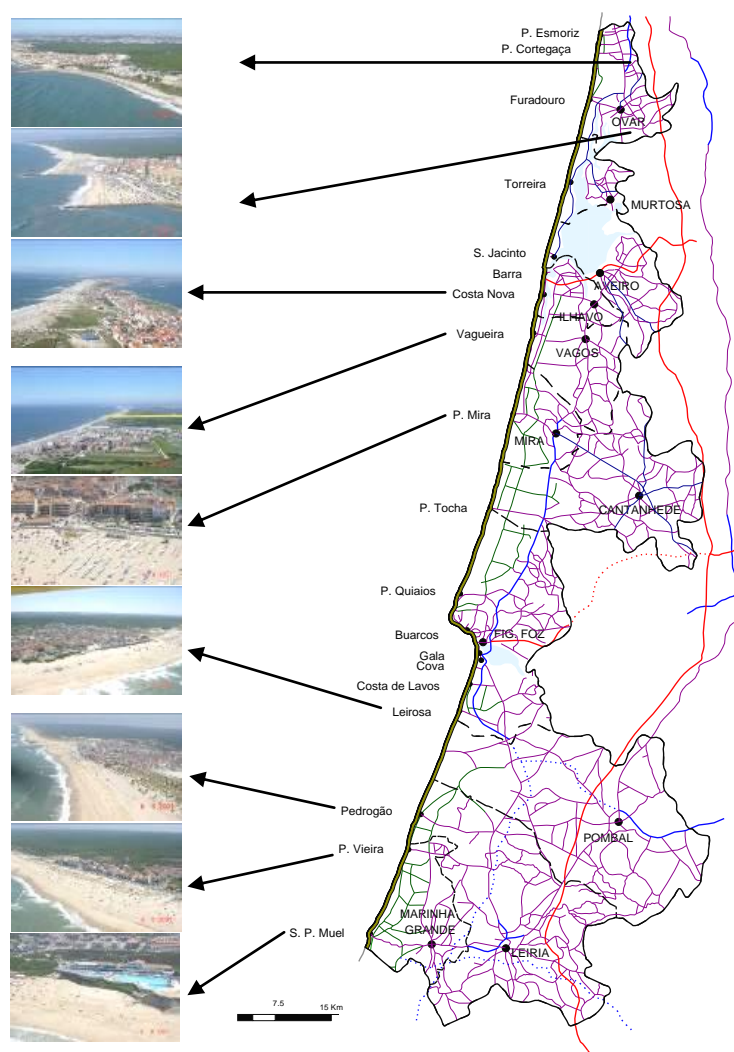 P. Esmoriz
P. Cortegaça
Furadouro
OVAR
Torreira
MURTOSA
S. Jacinto
Barra
AXEIRO
Costa Nova
ILHAVO
Vagueira
VAGOS
P. Mira
MIRA
CANTANHEDE
P. Tocha
P. Quiaios
Buarcos
FIG. FOZ
Gala
Cova
Costa de Lavos
Leirosa
Pedrogão
POMBAL
P. Vieira
MARINHA
GRANDE
S. P. Muel
LEIRIA
7.5
15 Km